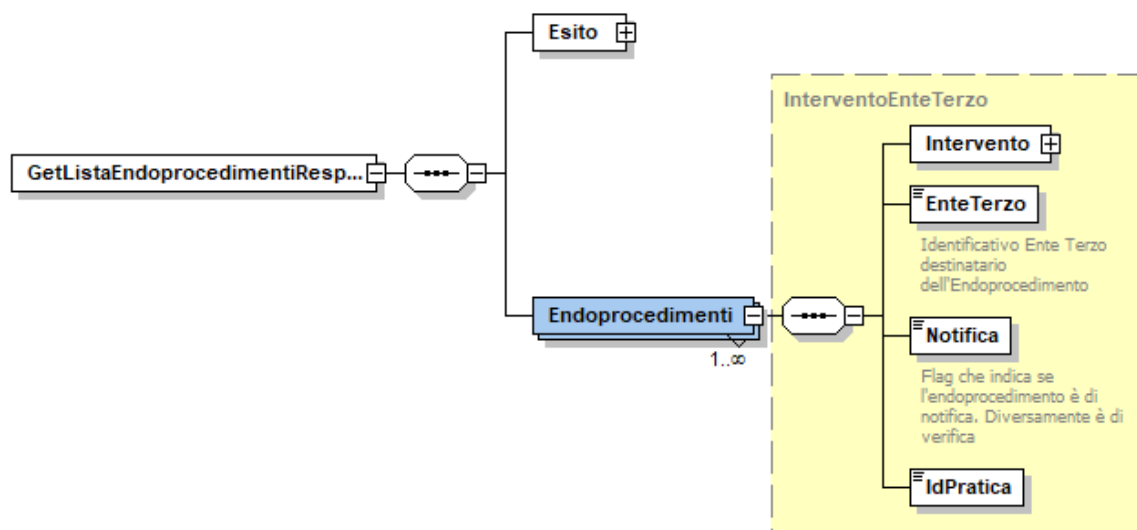 Esito
InterventoEnteTerzo
Intervento
GetListaEndoprocedimentiResp...
EnteTerzo
Identificativo Ente Terzo
destinatario
dell'Endoprocedimento
Endoprocedimenti
1..∞
Notifica
Flag che indica se
l'endoprocedimento è di
notifica. Diversamente è di
verifica
IdPratica